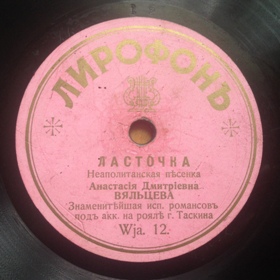 ЛИРОФОНЪ
ЛАСТОЧКА
Неаполитанская пѣсенка
Анастасія Дмитріевна
ВЯЛЬЦЕВА
Знаменитѣйшая исп. романсовъ
подъ акк. на роялѣ г. Таскина
Wja. 12.